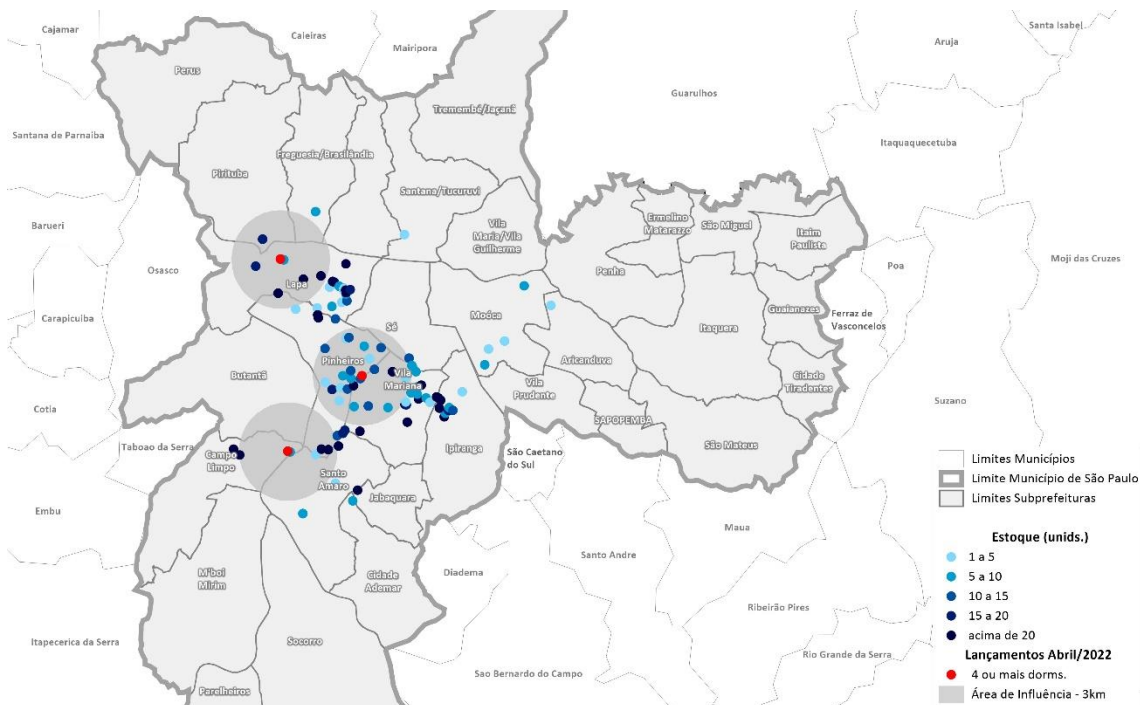 Cajamar
Caieiras
Mairipora
Santa Isabel
Aruja
Perus
Guarulhos
Tremembé/Jaçanã
Santana de Parnaiba
Freguesia/Brasilândia
Itaquaquecetuba
Pirituba
Santana/Tucuruvi
Barueri
Vila
Maria/Vila
Guilherme
Ermelino
Matarazzo
São Miguel
Itaim
Paulista
Osasco
Penha
Poa
Moji das Cruzes
Lapa
Carapicuiba
Moóca
Guaianazes
Ferraz de
Vasconcelos
Sé
Itaquera
Pinheiros
Aricanduva
Butantã
Vila
Mariana
Vila
Prudente
Cidade
Tiradentes
Cotia
SAPOPEMBA
Suzano
Taboao da Serra
São Mateus
Campo
Limpo
Ipiranga
São Caetano
do Sul
Santo
Amaro
Jabaquara
Embu
Maua
Santo Andre
M'boi
Mirim
Cidade
Ademar
Diadema
Ribeirão Pires
Itapecerica da Serra
Socorro
Rio Grande da Serra
Sao Bernardo do Campo
Parelheiros
Limites Municípios
Limite Município de São Paulo
Limites Subprefeituras
Estoque (unids.)
1 a 5
5 a 10
10 a 15
15 a 20
acima de 20
Lançamentos Abril/2022
4 ou mais dorms.
Área de Influência - 3km